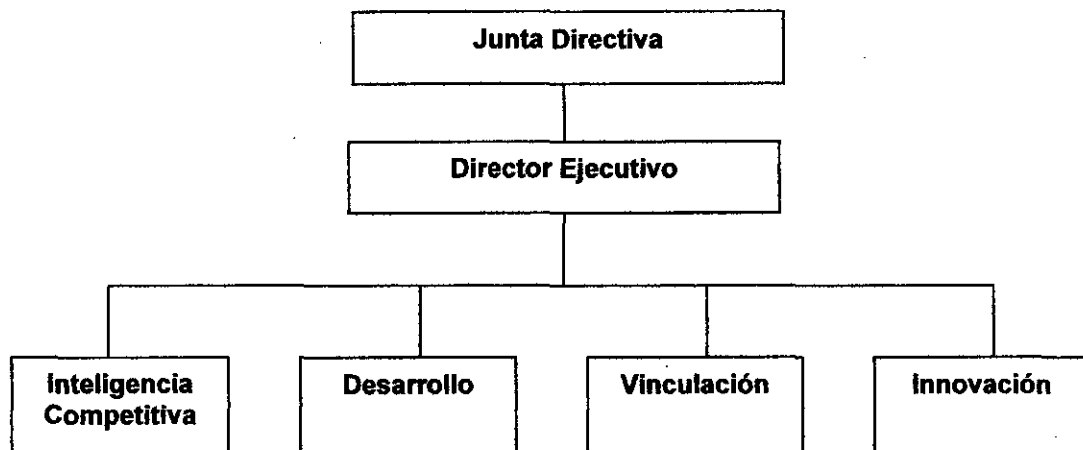 Junta Directiva
Director Ejecutivo
Inteligencia
Competitiva
Desarrollo
Vinculación
Innovación